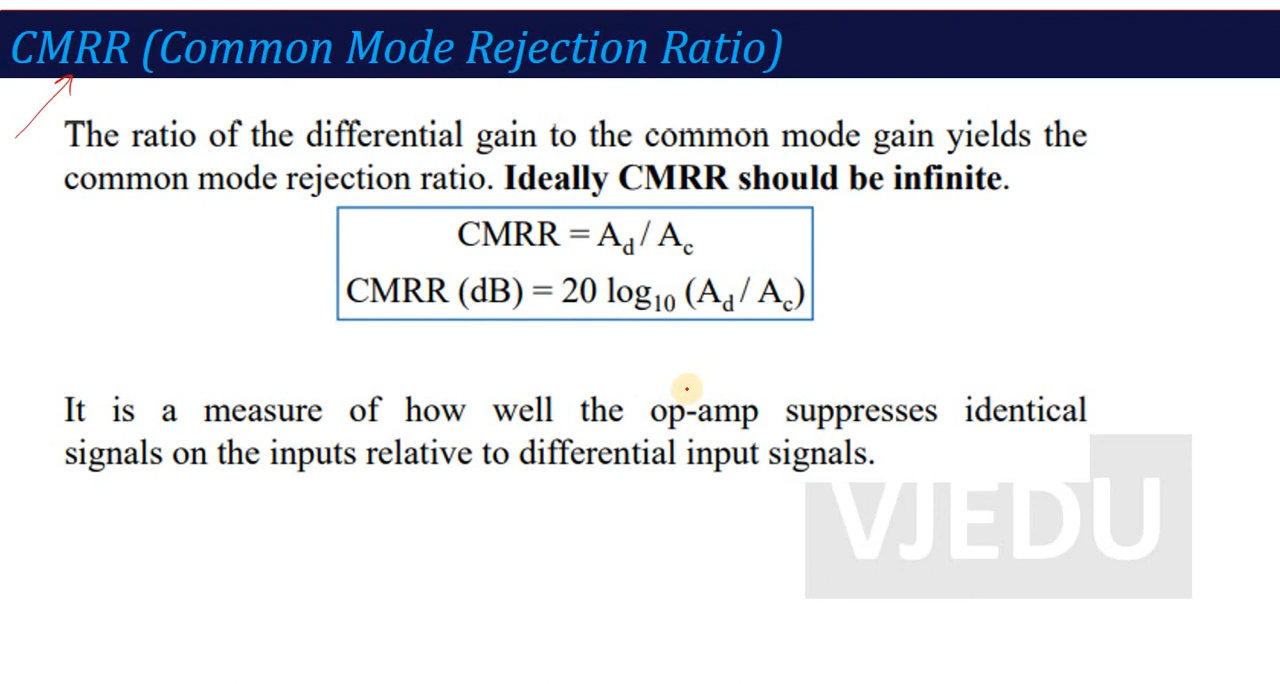 CMRR (Common Mode Rejection Ratio)
The ratio of the differential gain to the common mode gain yields the
common mode rejection ratio. Ideally CMRR should be infinite.
CMRR = Ad / Ac
CMRR (dB) = 20 log10 (Ad / Ac)
It is a measure of how well the op-amp suppresses identical
signals on the inputs relative to differential input signals.
VJEDU